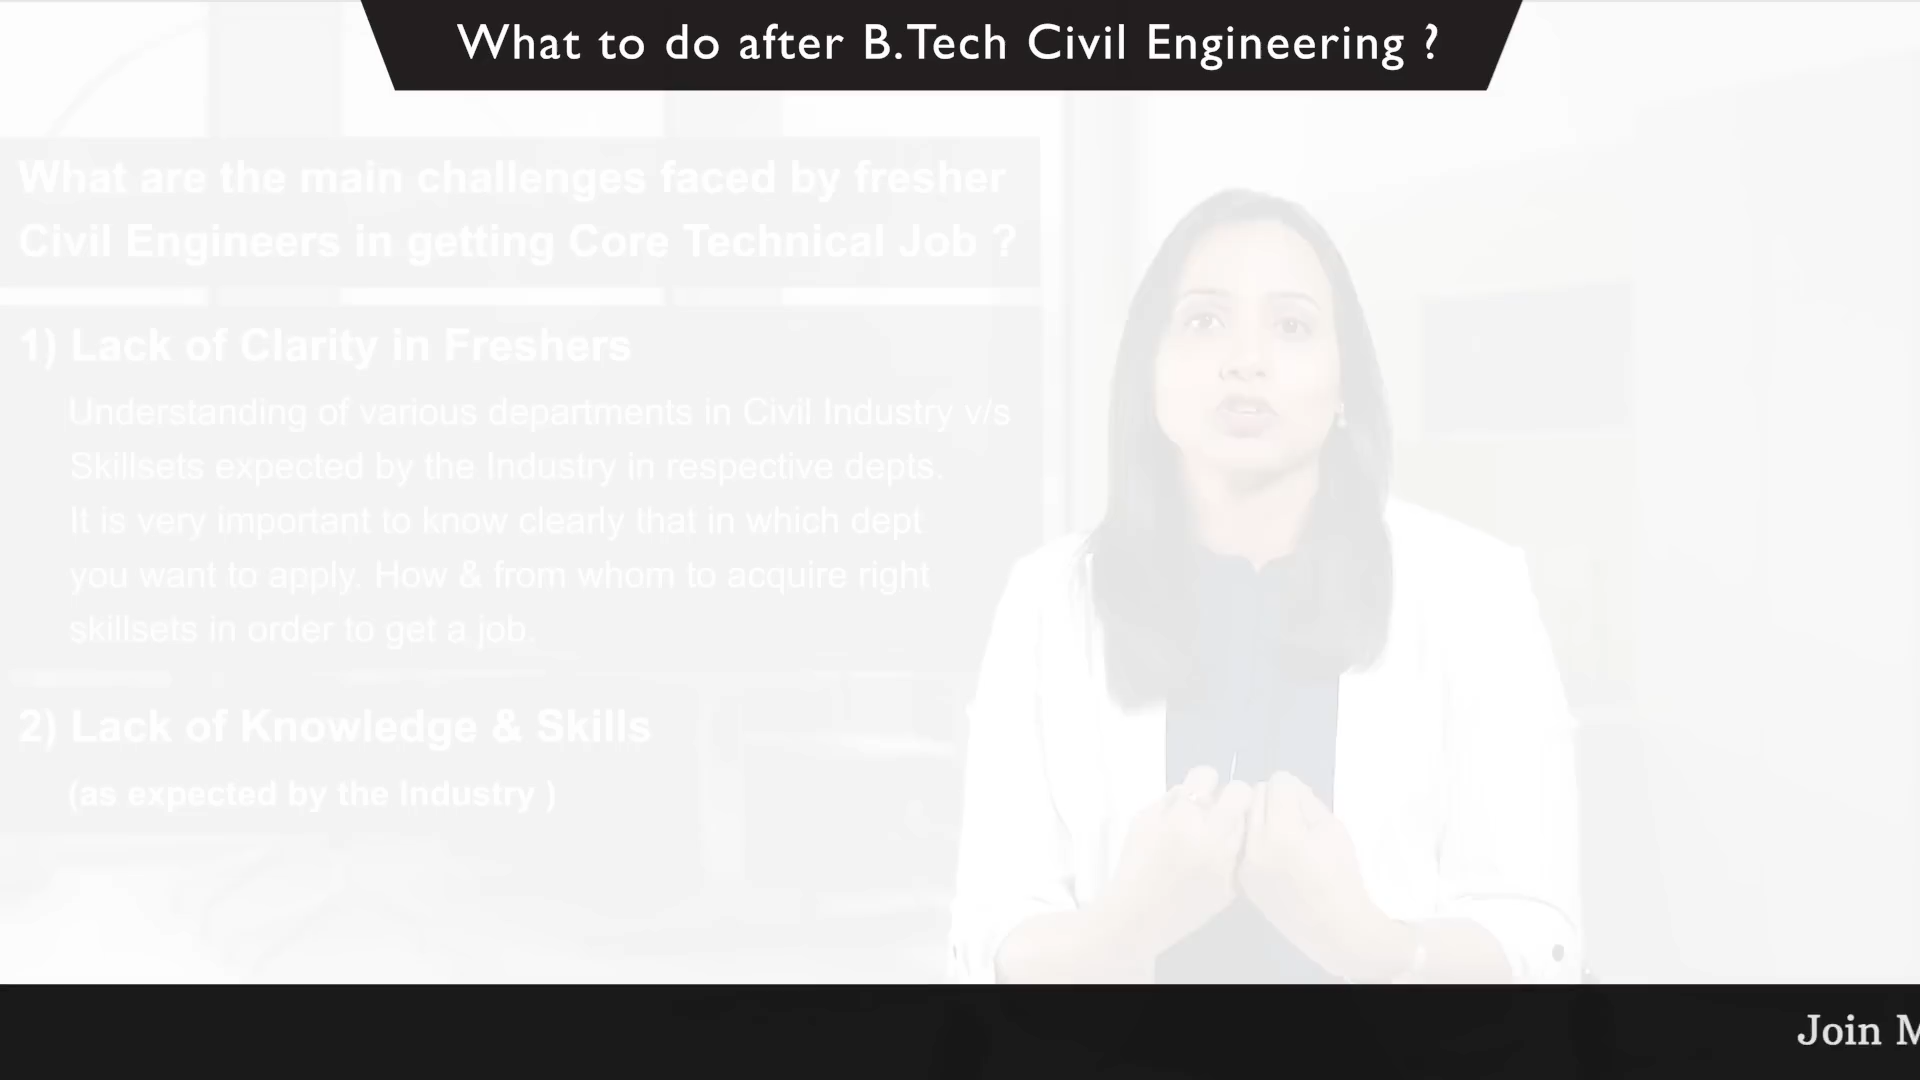 What to do after B.Tech Civil Engineering ?
What are the main challenges faced by fresher
Civil Engineers in getting Core Technical Job ?
1) Lack of Clarity in Freshers
Understanding of various departments in Civil Industry v/s
Skillsets expected by the Industry in respective depts.
It is very important to know clearly that in which dept
you want to apply. How & from whom to acquire right
skillsets in order to get a job.
2) Lack of Knowledge & Skills
(as expected by the Industry )
Join M